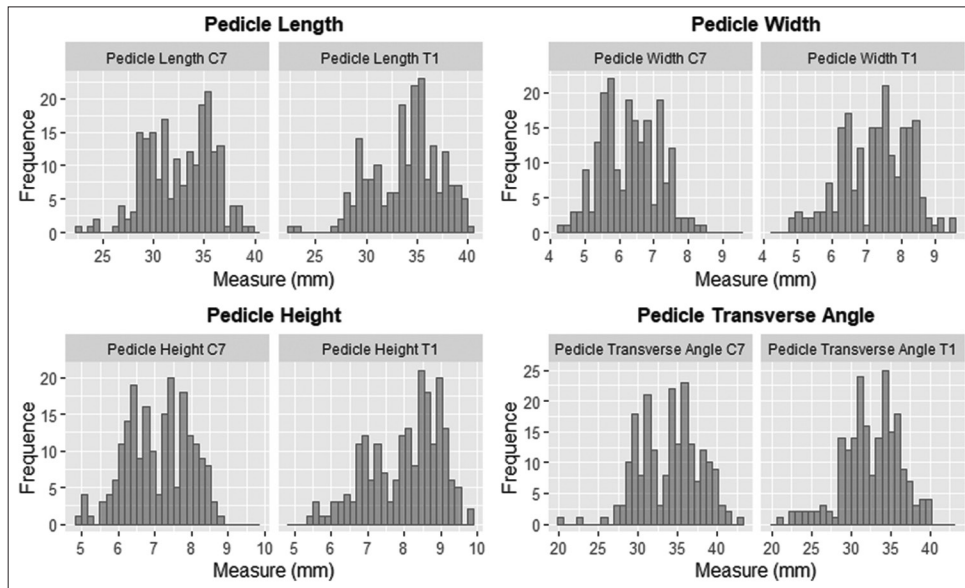 Pedicle Length
Pedicle Length C7
Pedicle Length T1
Frequence
20
15
10
5
0
25 30 35 40 25 30 35 40
Measure (mm)
Pedicle Width
Pedicle Width C7
Pedicle Width T1
Frequence
20
15
10
5
0
4 5 6 7 8 9 4 5 6 7 8 9
Measure (mm)
Pedicle Height
Pedicle Height C7
Pedicle Height T1
Frequence
20
15
10
5
0
5 6 7 8 9 10 5 6 7 8 9 10
Measure (mm)
Pedicle Transverse Angle
Pedicle Transverse Angle C7
Pedicle Transverse Angle T1
Frequence
25
20
15
10
5
0
20 25 30 35 40 20 25 30 35 40
Measure (mm)